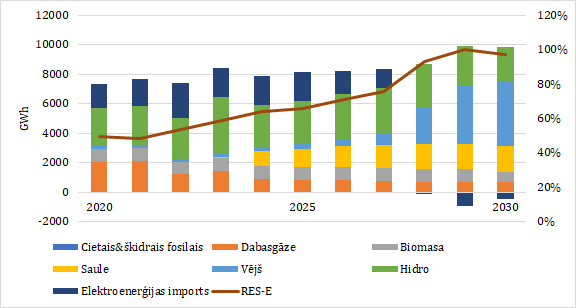 12000
10000
8000
6000
4000
2000
0
-2000
GWh
120%
100%
80%
60%
40%
20%
0%
2020
2025
2030
Cietais&šķidrais fosilais
Dabasgāze
Biomasa
Saule
Vējš
Hidro
Elektroenerģijas imports
RES-E